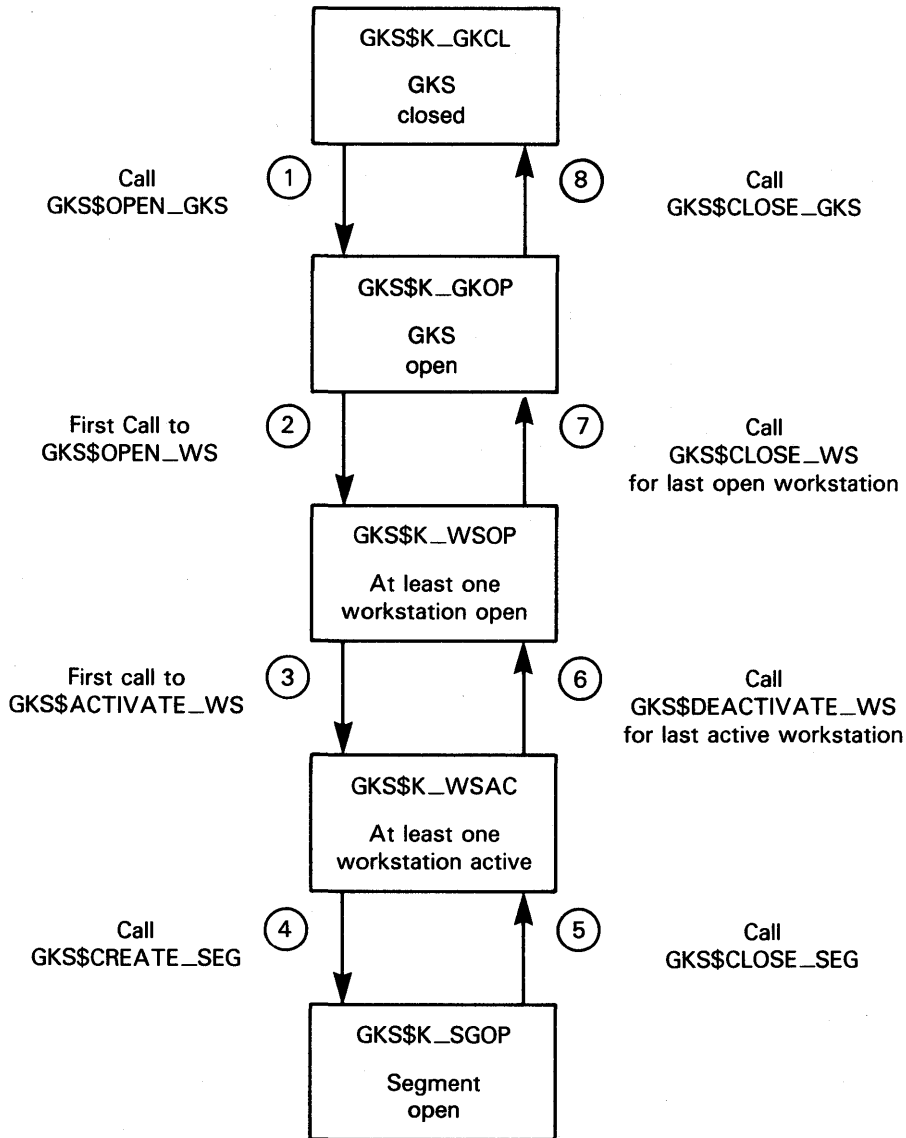 GKS$K_GKCL
GKS
closed
Call
GKS$OPEN_GKS
1
8
Call
GKS$CLOSE_GKS
GKS$K_GKOP
GKS
open
First Call to
GKS$OPEN_WS
2
7
Call
GKS$CLOSE_WS
for last open workstation
GKS$K_WSOP
At least one
workstation open
First call to
GKS$ACTIVATE_WS
3
6
Call
GKS$DEACTIVATE_WS
for last active workstation
GKS$K_WSAC
At least one
workstation active
Call
GKS$CREATE_SEG
4
5
Call
GKS$CLOSE_SEG
GKS$K_SGOP
Segment
open